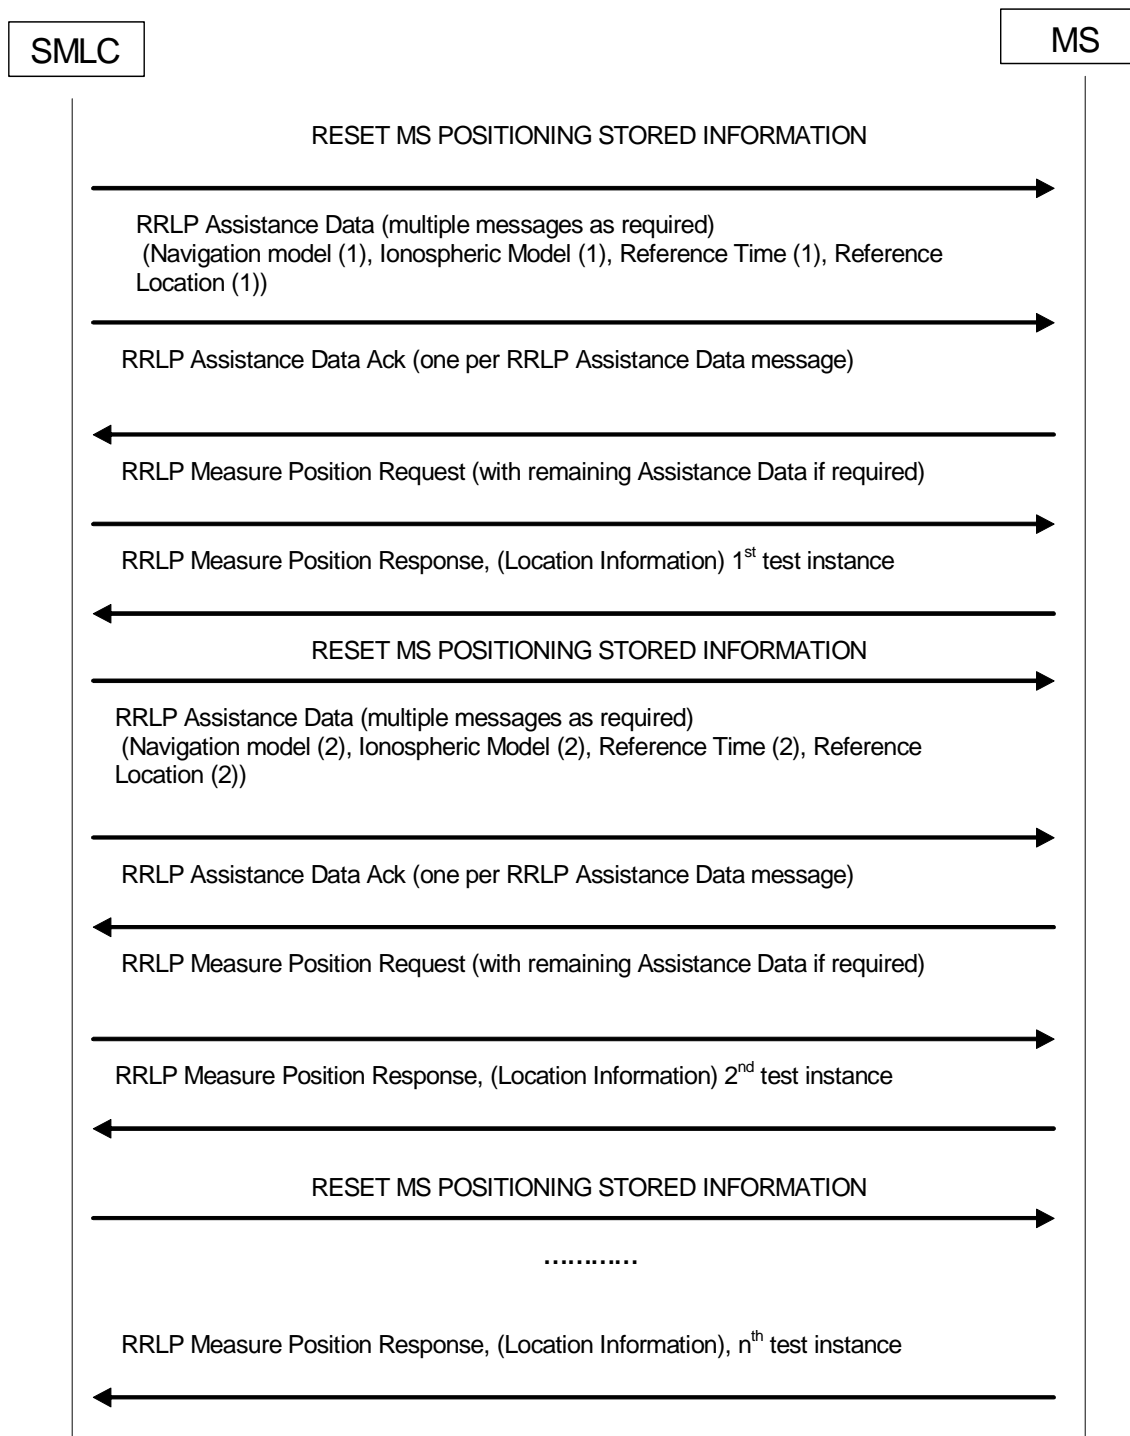 SMLC
MS
RESET MS POSITIONING STORED INFORMATION
RRLP Assistance Data (multiple messages as required)
(Navigation model (1), Ionospheric Model (1), Reference Time (1), Reference
Location (1))
RRLP Assistance Data Ack (one per RRLP Assistance Data message)
RRLP Measure Position Request (with remaining Assistance Data if required)
RRLP Measure Position Response, (Location Information) 1st test instance
RESET MS POSITIONING STORED INFORMATION
RRLP Assistance Data (multiple messages as required)
(Navigation model (2), Ionospheric Model (2), Reference Time (2), Reference
Location (2))
RRLP Assistance Data Ack (one per RRLP Assistance Data message)
RRLP Measure Position Request (with remaining Assistance Data if required)
RRLP Measure Position Response, (Location Information) 2nd test instance
RESET MS POSITIONING STORED INFORMATION
…………
RRLP Measure Position Response, (Location Information), nth test instance